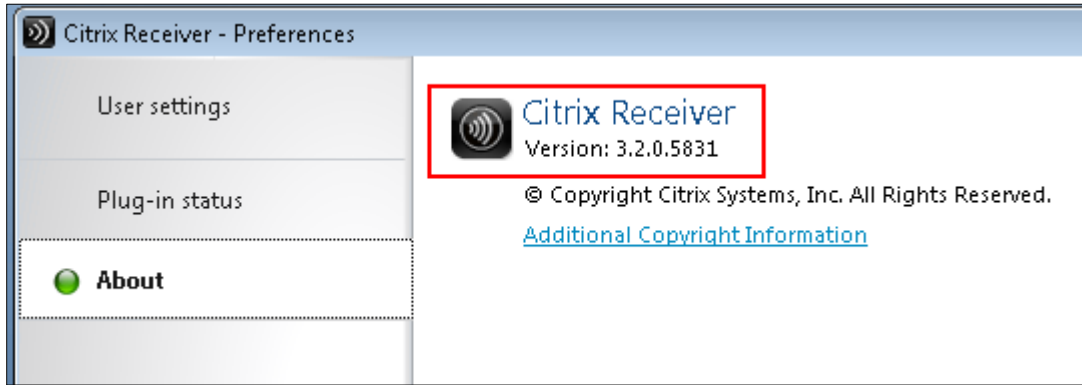 Citrix Receiver - Preferences
User settings
Plug-in status
About
Citrix Receiver
Version: 3.2.0.5831
© Copyright Citrix Systems, Inc. All Rights Reserved.
Additional Copyright Information